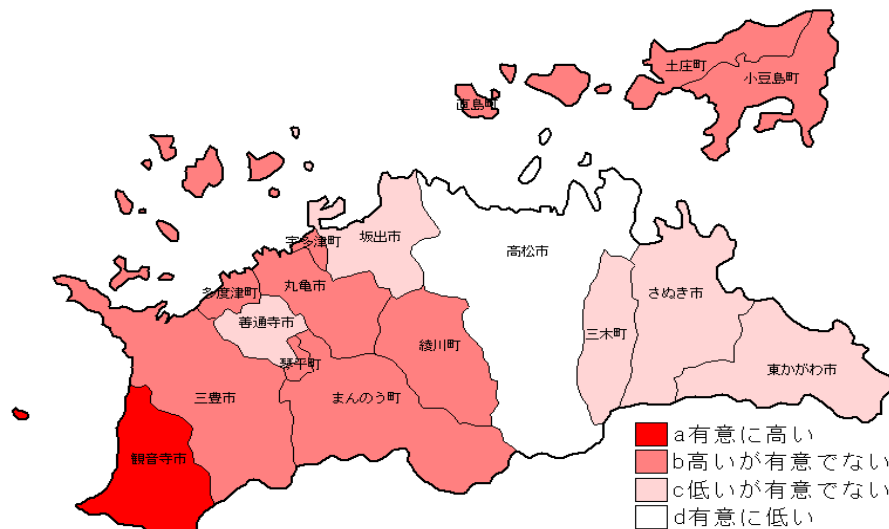 土庄町
小豆島町
直島町
坂出市
宇多津町
高松市
丸亀市
多度津町
さぬき市
善通寺市
三木町
綾川町
琴平町
東かがわ市
三豊市
まんのう町
観音寺市
a有意に高い
b高いが有意でない
c低いが有意でない
d有意に低い